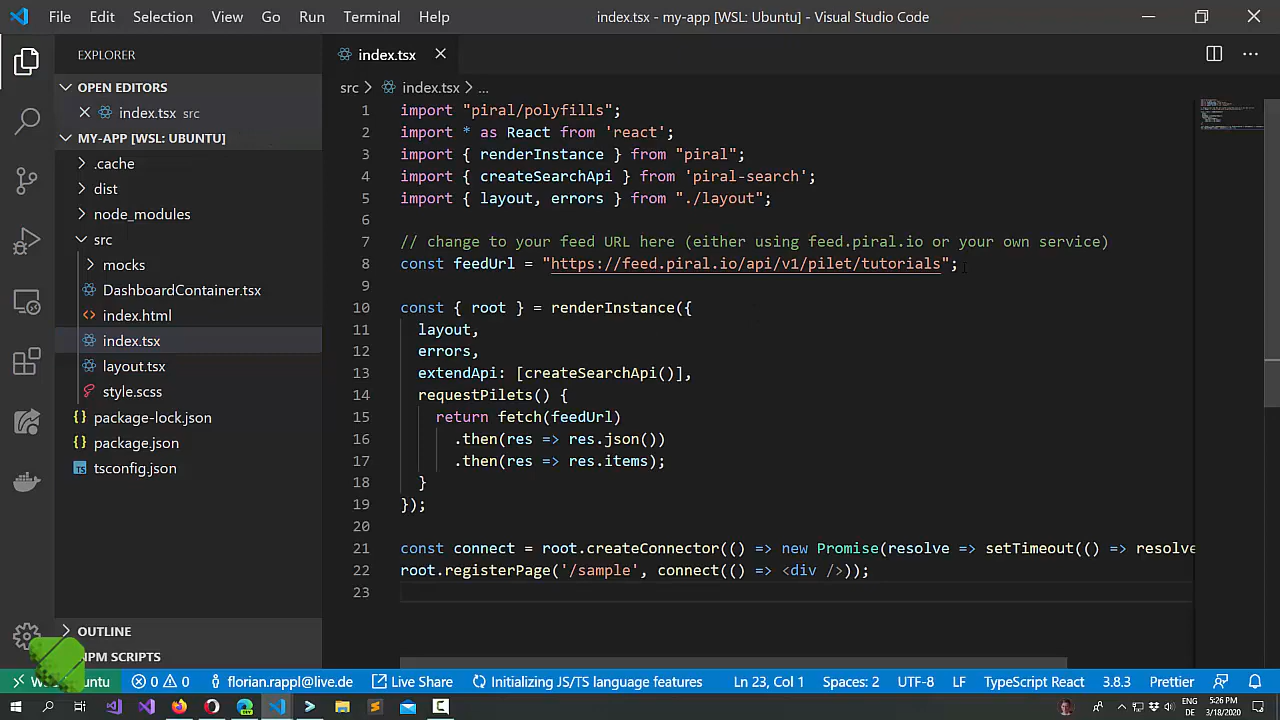 File Edit Selection View Go Run Terminal Help
index.tsx - my-app [WSL: Ubuntu] - Visual Studio Code
EXPLORER
OPEN EDITORS
index.tsx src
MY-APP [WSL: UBUNTU]
.cache
dist
node_modules
src
mocks
DashboardContainer.tsx
index.html
index.tsx
layout.tsx
style.scss
package-lock.json
package.json
tsconfig.json
OUTLINE
NPM SCRIPTS
index.tsx
src > index.tsx > ...
1 import "piral/polyfills";
2 import * as React from 'react';
3 import { renderInstance } from "piral";
4 import { createSearchApi } from 'piral-search';
5 import { layout, errors } from "./layout";
6
7 // change to your feed URL here (either using feed.piral.io or your own service)
8 const feedUrl = "https://feed.piral.io/api/v1/pilet/tutorials";
9
10 const { root } = renderInstance({
11 layout,
12 errors,
13 extendApi: [createSearchApi()],
14 requestPilets() {
15 return fetch(feedUrl)
16 .then(res => res.json())
17 .then(res => res.items);
18 }
19 });
20
21 const connect = root.createConnector(() => new Promise(resolve => setTimeout(() => resolve
22 root.registerPage('/sample', connect(() => <div />));
23
0 0 florian.rappl@live.de Live Share Initializing JS/TS language features Ln 23, Col 1 Spaces: 2 UTF-8 LF TypeScript React 3.8.3 Prettier
ENG
DE
5:26 PM
3/18/2020